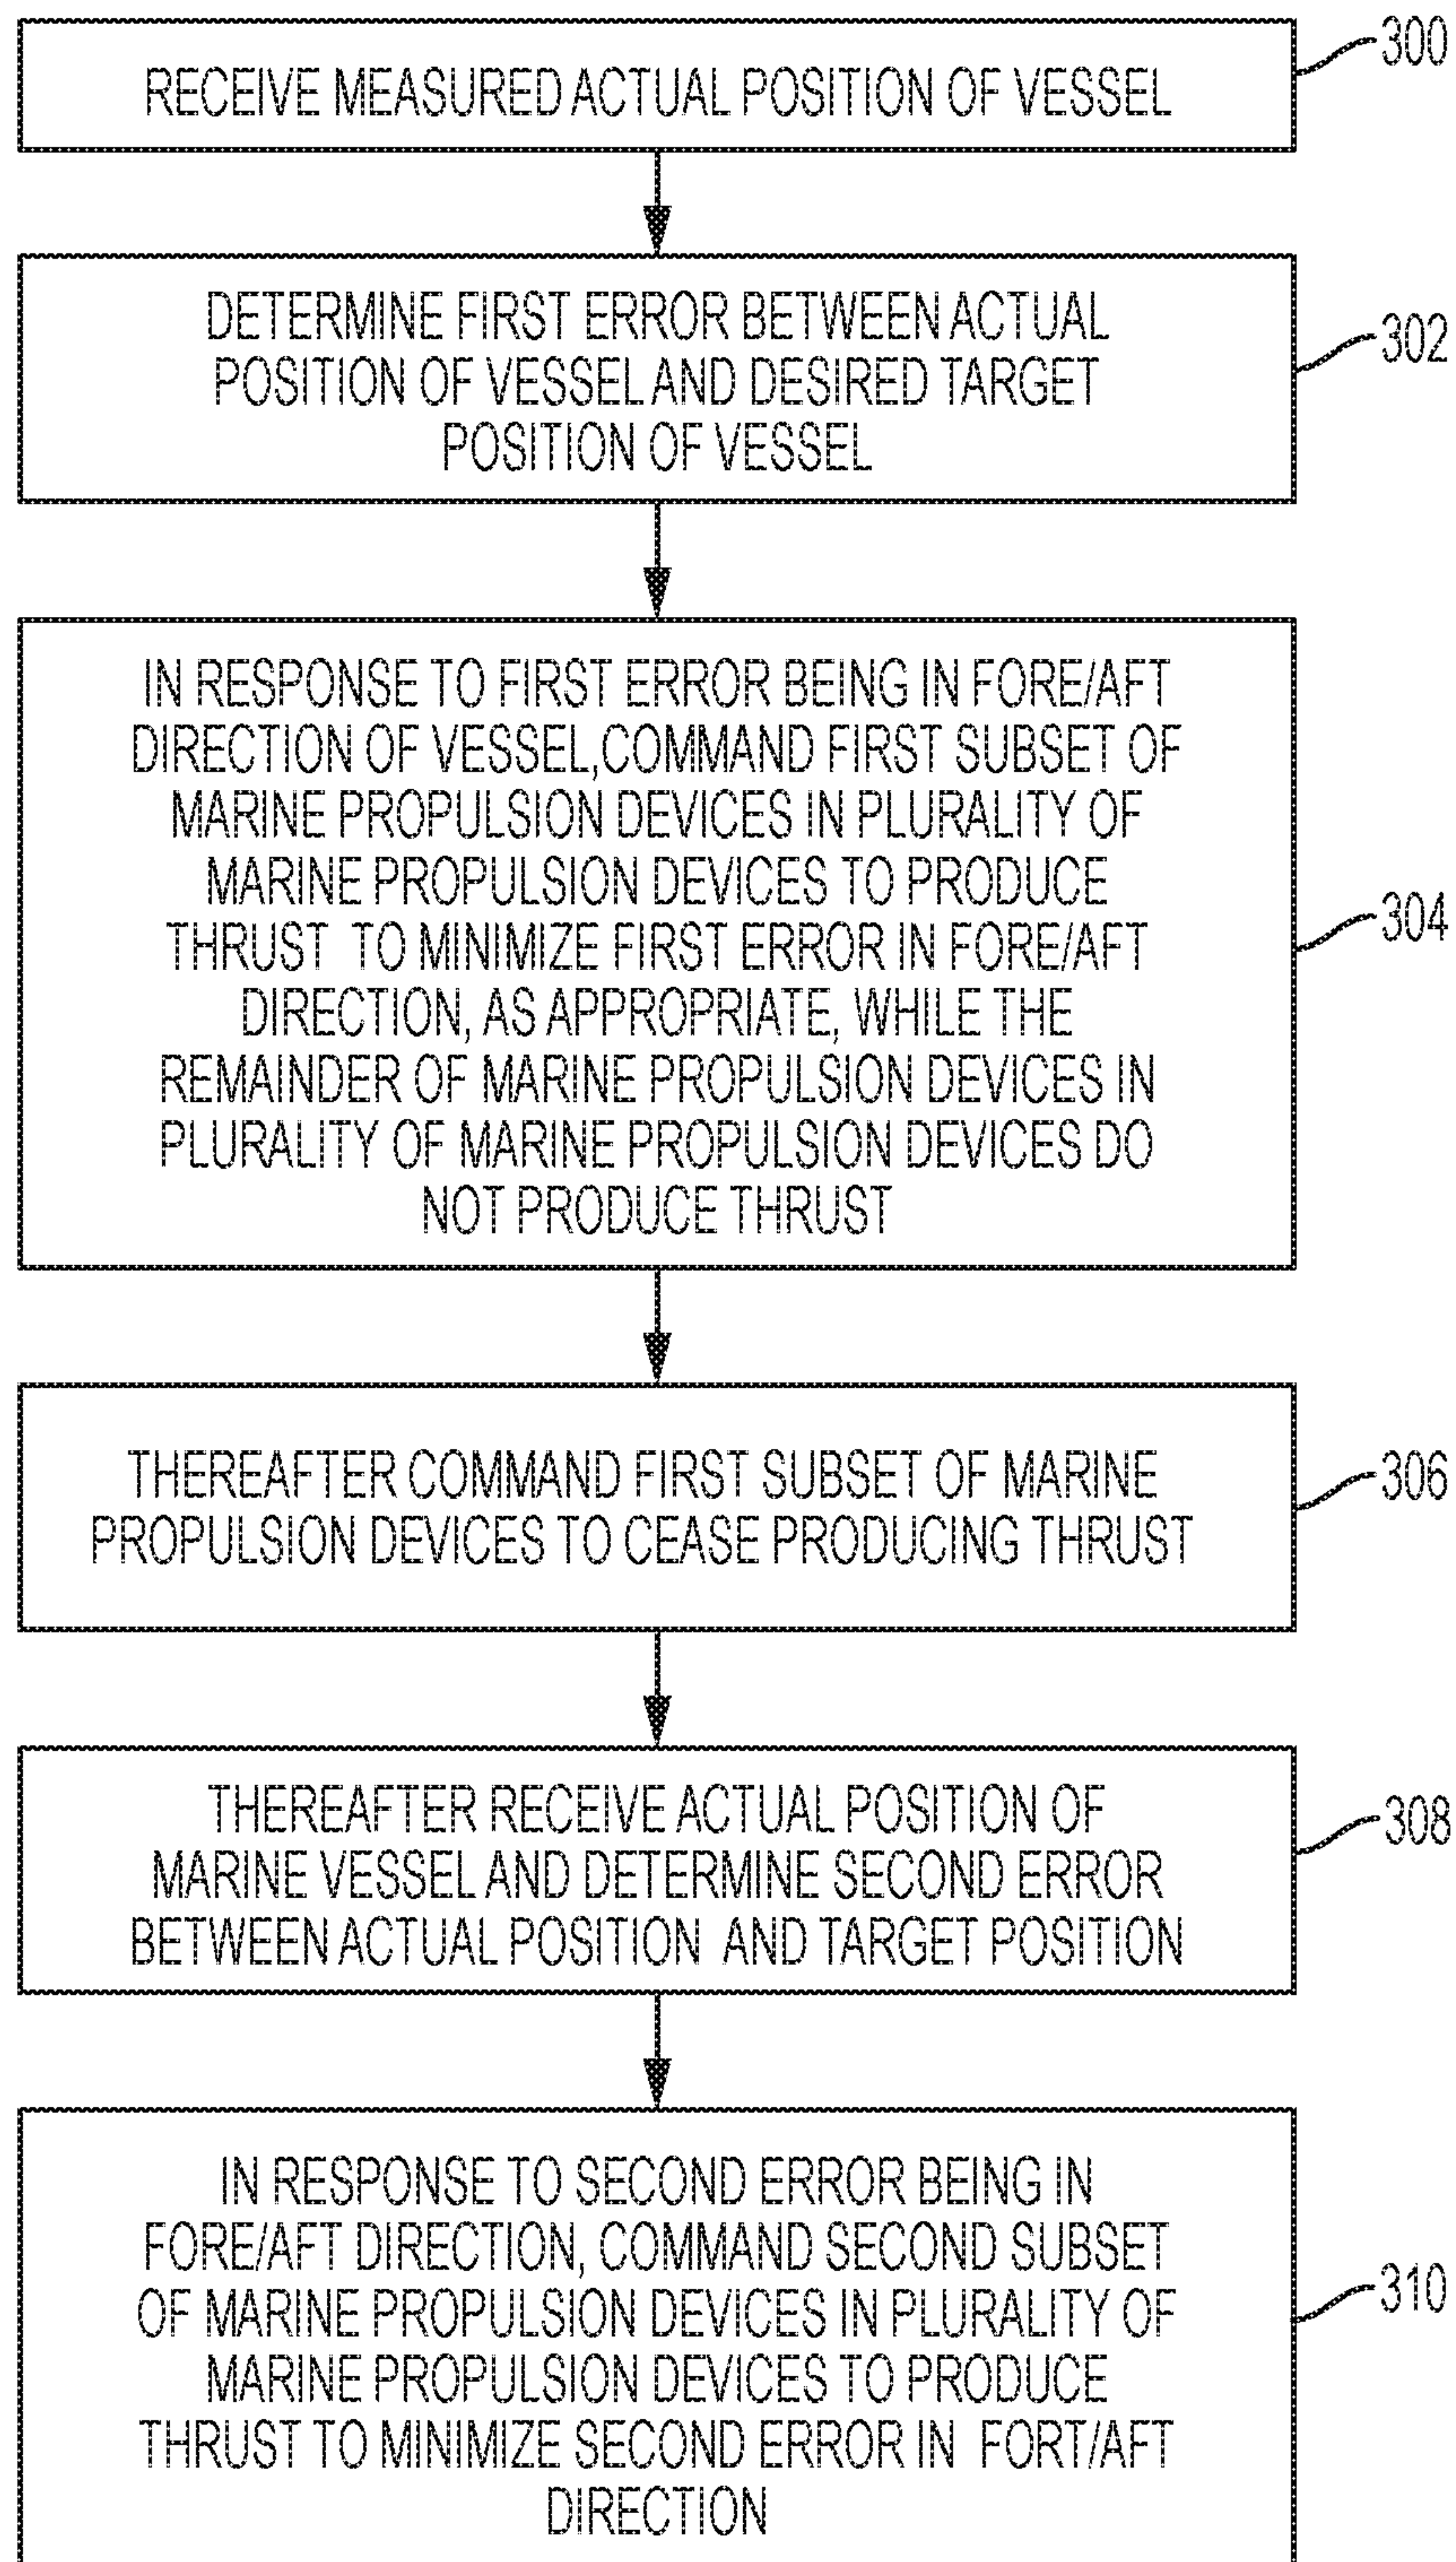 RECEIVE MEASURED ACTUAL POSITION OF VESSEL
300
DETERMINE FIRST ERROR BETWEEN ACTUAL
POSITION OF VESSEL AND DESIRED TARGET
POSITION OF VESSEL
302
IN RESPONSE TO FIRST ERROR BEING IN FORE/AFT
DIRECTION OF VESSEL, COMMAND FIRST SUBSET OF
MARINE PROPULSION DEVICES IN PLURALITY OF
MARINE PROPULSION DEVICES TO PRODUCE
THRUST TO MINIMIZE FIRST ERROR IN FORE/AFT
DIRECTION, AS APPROPRIATE, WHILE THE
REMAINDER OF MARINE PROPULSION DEVICES IN
PLURALITY OF MARINE PROPULSION DEVICES DO
NOT PRODUCE THRUST
304
THEREAFTER COMMAND FIRST SUBSET OF MARINE
PROPULSION DEVICES TO CEASE PRODUCING THRUST
306
THEREAFTER RECEIVE ACTUAL POSITION OF
MARINE VESSEL AND DETERMINE SECOND ERROR
BETWEEN ACTUAL POSITION AND TARGET POSITION
308
IN RESPONSE TO SECOND ERROR BEING IN
FORE/AFT DIRECTION, COMMAND SECOND SUBSET
OF MARINE PROPULSION DEVICES IN PLURALITY OF
MARINE PROPULSION DEVICES TO PRODUCE
THRUST TO MINIMIZE SECOND ERROR IN FORT/AFT
DIRECTION
310